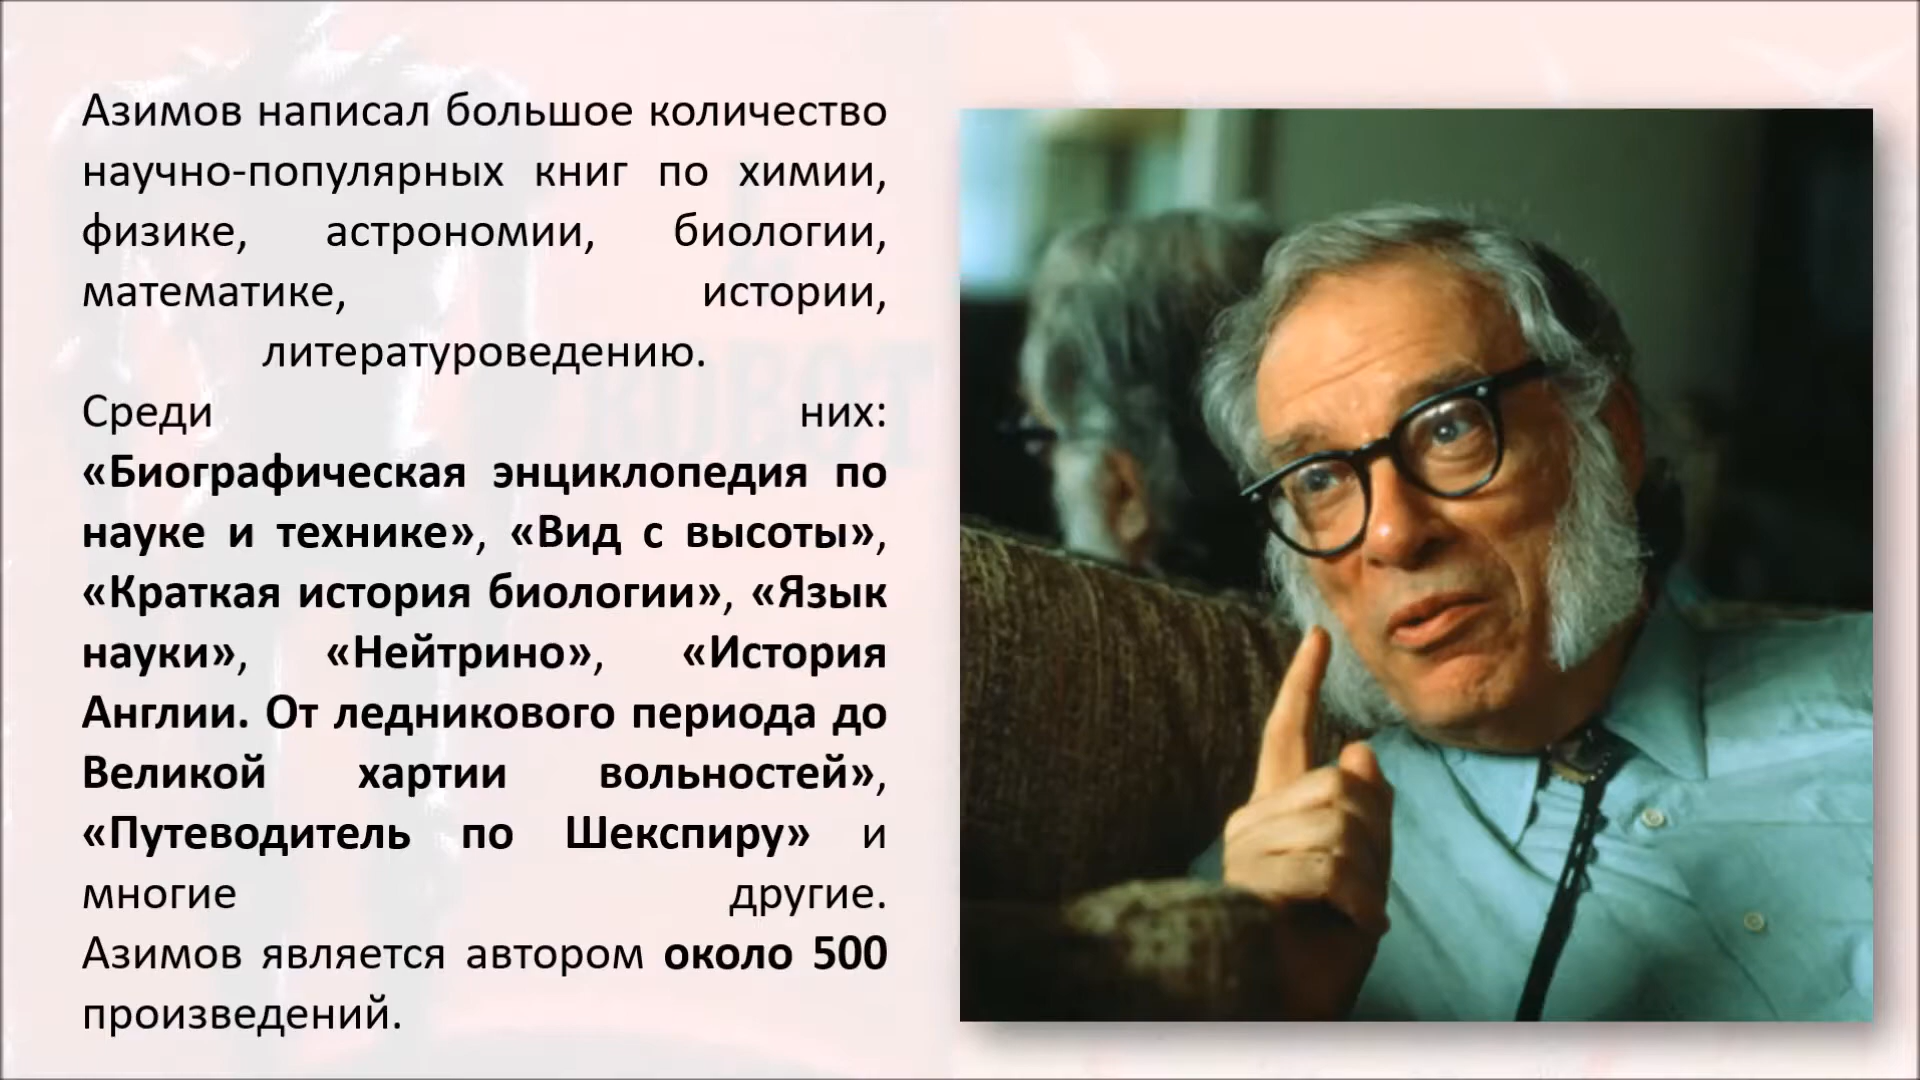 Азимов написал большое количество
научно-популярных книг по химии,
физике, астрономии, биологии,
математике, истории,
литературоведению.
Среди них:
«Биографическая энциклопедия по
науке и технике», «Вид с высоты»,
«Краткая история биологии», «Язык
науки», «Нейтрино», «История
Англии. От ледникового периода до
Великой хартии вольностей»,
«Путеводитель по Шекспиру» и
многие другие.
Азимов является автором около 500
произведений.
I,
ROBOT